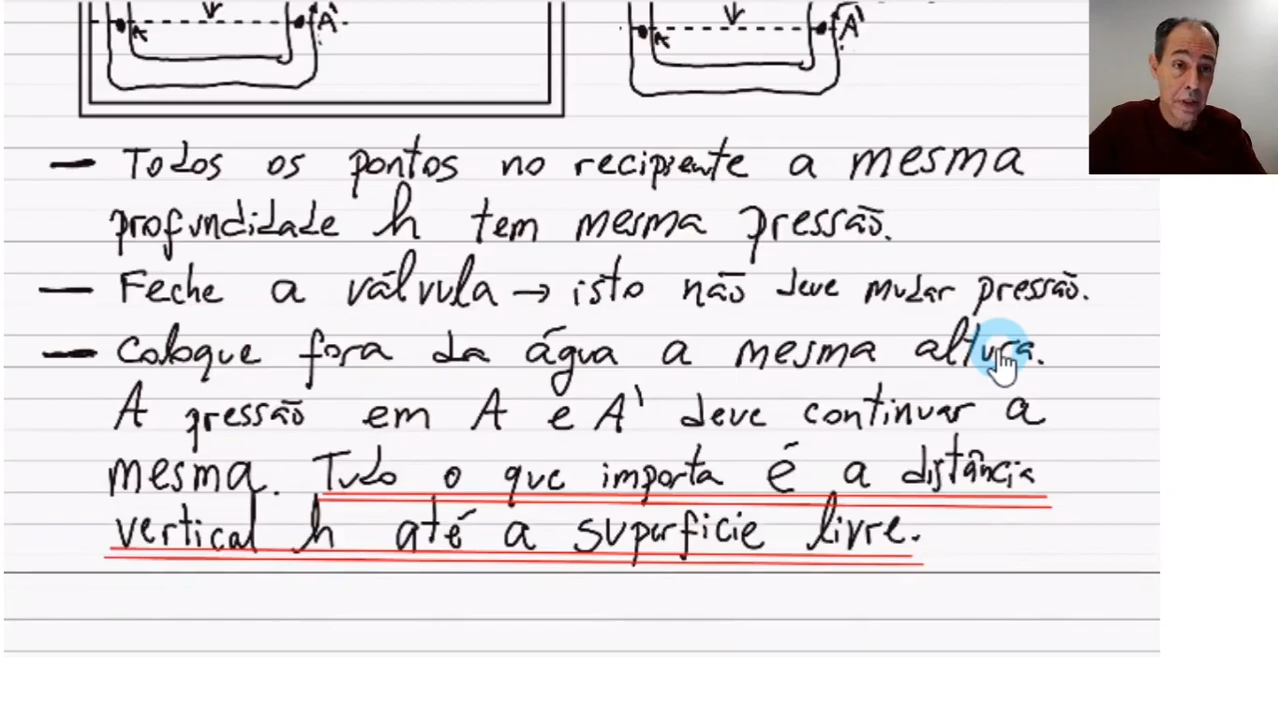 A A'
A A'
— Todos os pontos no recipiente a mesma
profundidade h tem mesma pressão.
— Feche a válvula → isto não deve mudar pressão.
— Coloque fora da água a mesma altura.
A pressão em A e A' deve continuar a
mesma. Tudo o que importa é a distância
vertical h até a superficie livre.